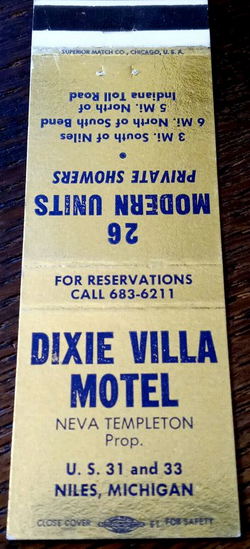 SUPERIOR MATCH CO., CHICAGO, U.S.A.
26
MODERN UNITS
PRIVATE SHOWERS
3 Mi. South of Niles
6 Mi. North of South Bend
5 Mi. North of
Indiana Toll Road
FOR RESERVATIONS
CALL 683-6211
DIXIE VILLA
MOTEL
NEVA TEMPLETON
Prop.
U. S. 31 and 33
NILES, MICHIGAN
CLOSE COVER FOR SAFETY